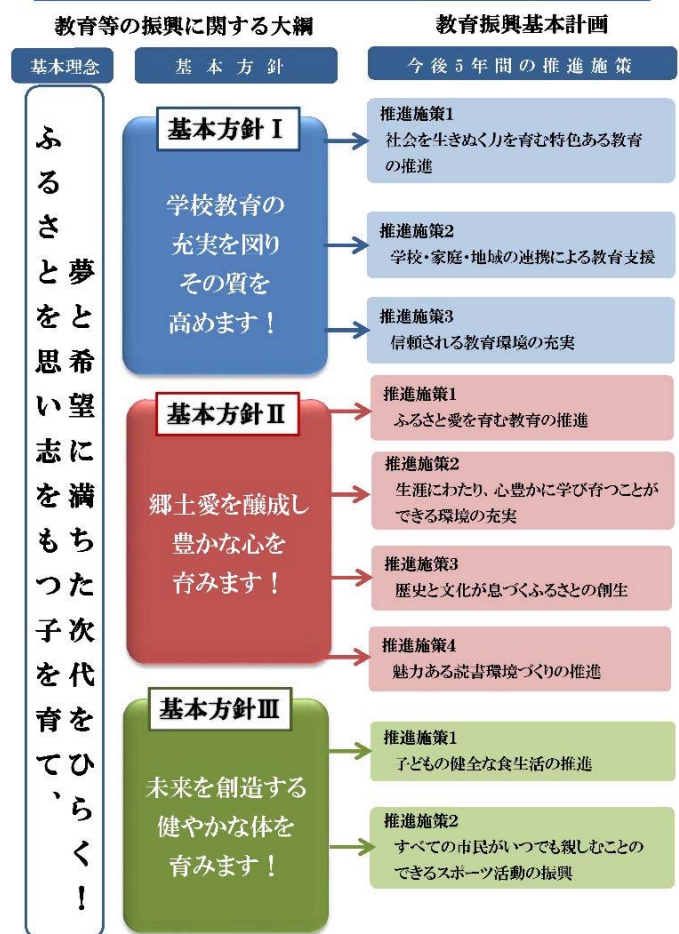 教育等の振興に関する大綱
教育振興基本計画
基本理念
基本方針
今後5年間の推進施策
ふるさとを思い志をもつ子を育て、
夢と希望に満ちた次代をひらく！
基本方針Ⅰ
学校教育の
充実を図り
その質を
高めます！
推進施策1
社会を生きぬく力を育む特色ある教育
の推進
推進施策2
学校・家庭・地域の連携による教育支援
推進施策3
信頼される教育環境の充実
基本方針Ⅱ
郷土愛を醸成し
豊かな心を
育みます！
推進施策1
ふるさと愛を育む教育の推進
推進施策2
生涯にわたり、心豊かに学び育つことが
できる環境の充実
推進施策3
歴史と文化が息づくふるさとの創生
推進施策4
魅力ある読書環境づくりの推進
基本方針Ⅲ
未来を創造する
健やかな体を
育みます！
推進施策1
子どもの健全な食生活の推進
推進施策2
すべての市民がいつでも親しむことの
できるスポーツ活動の振興